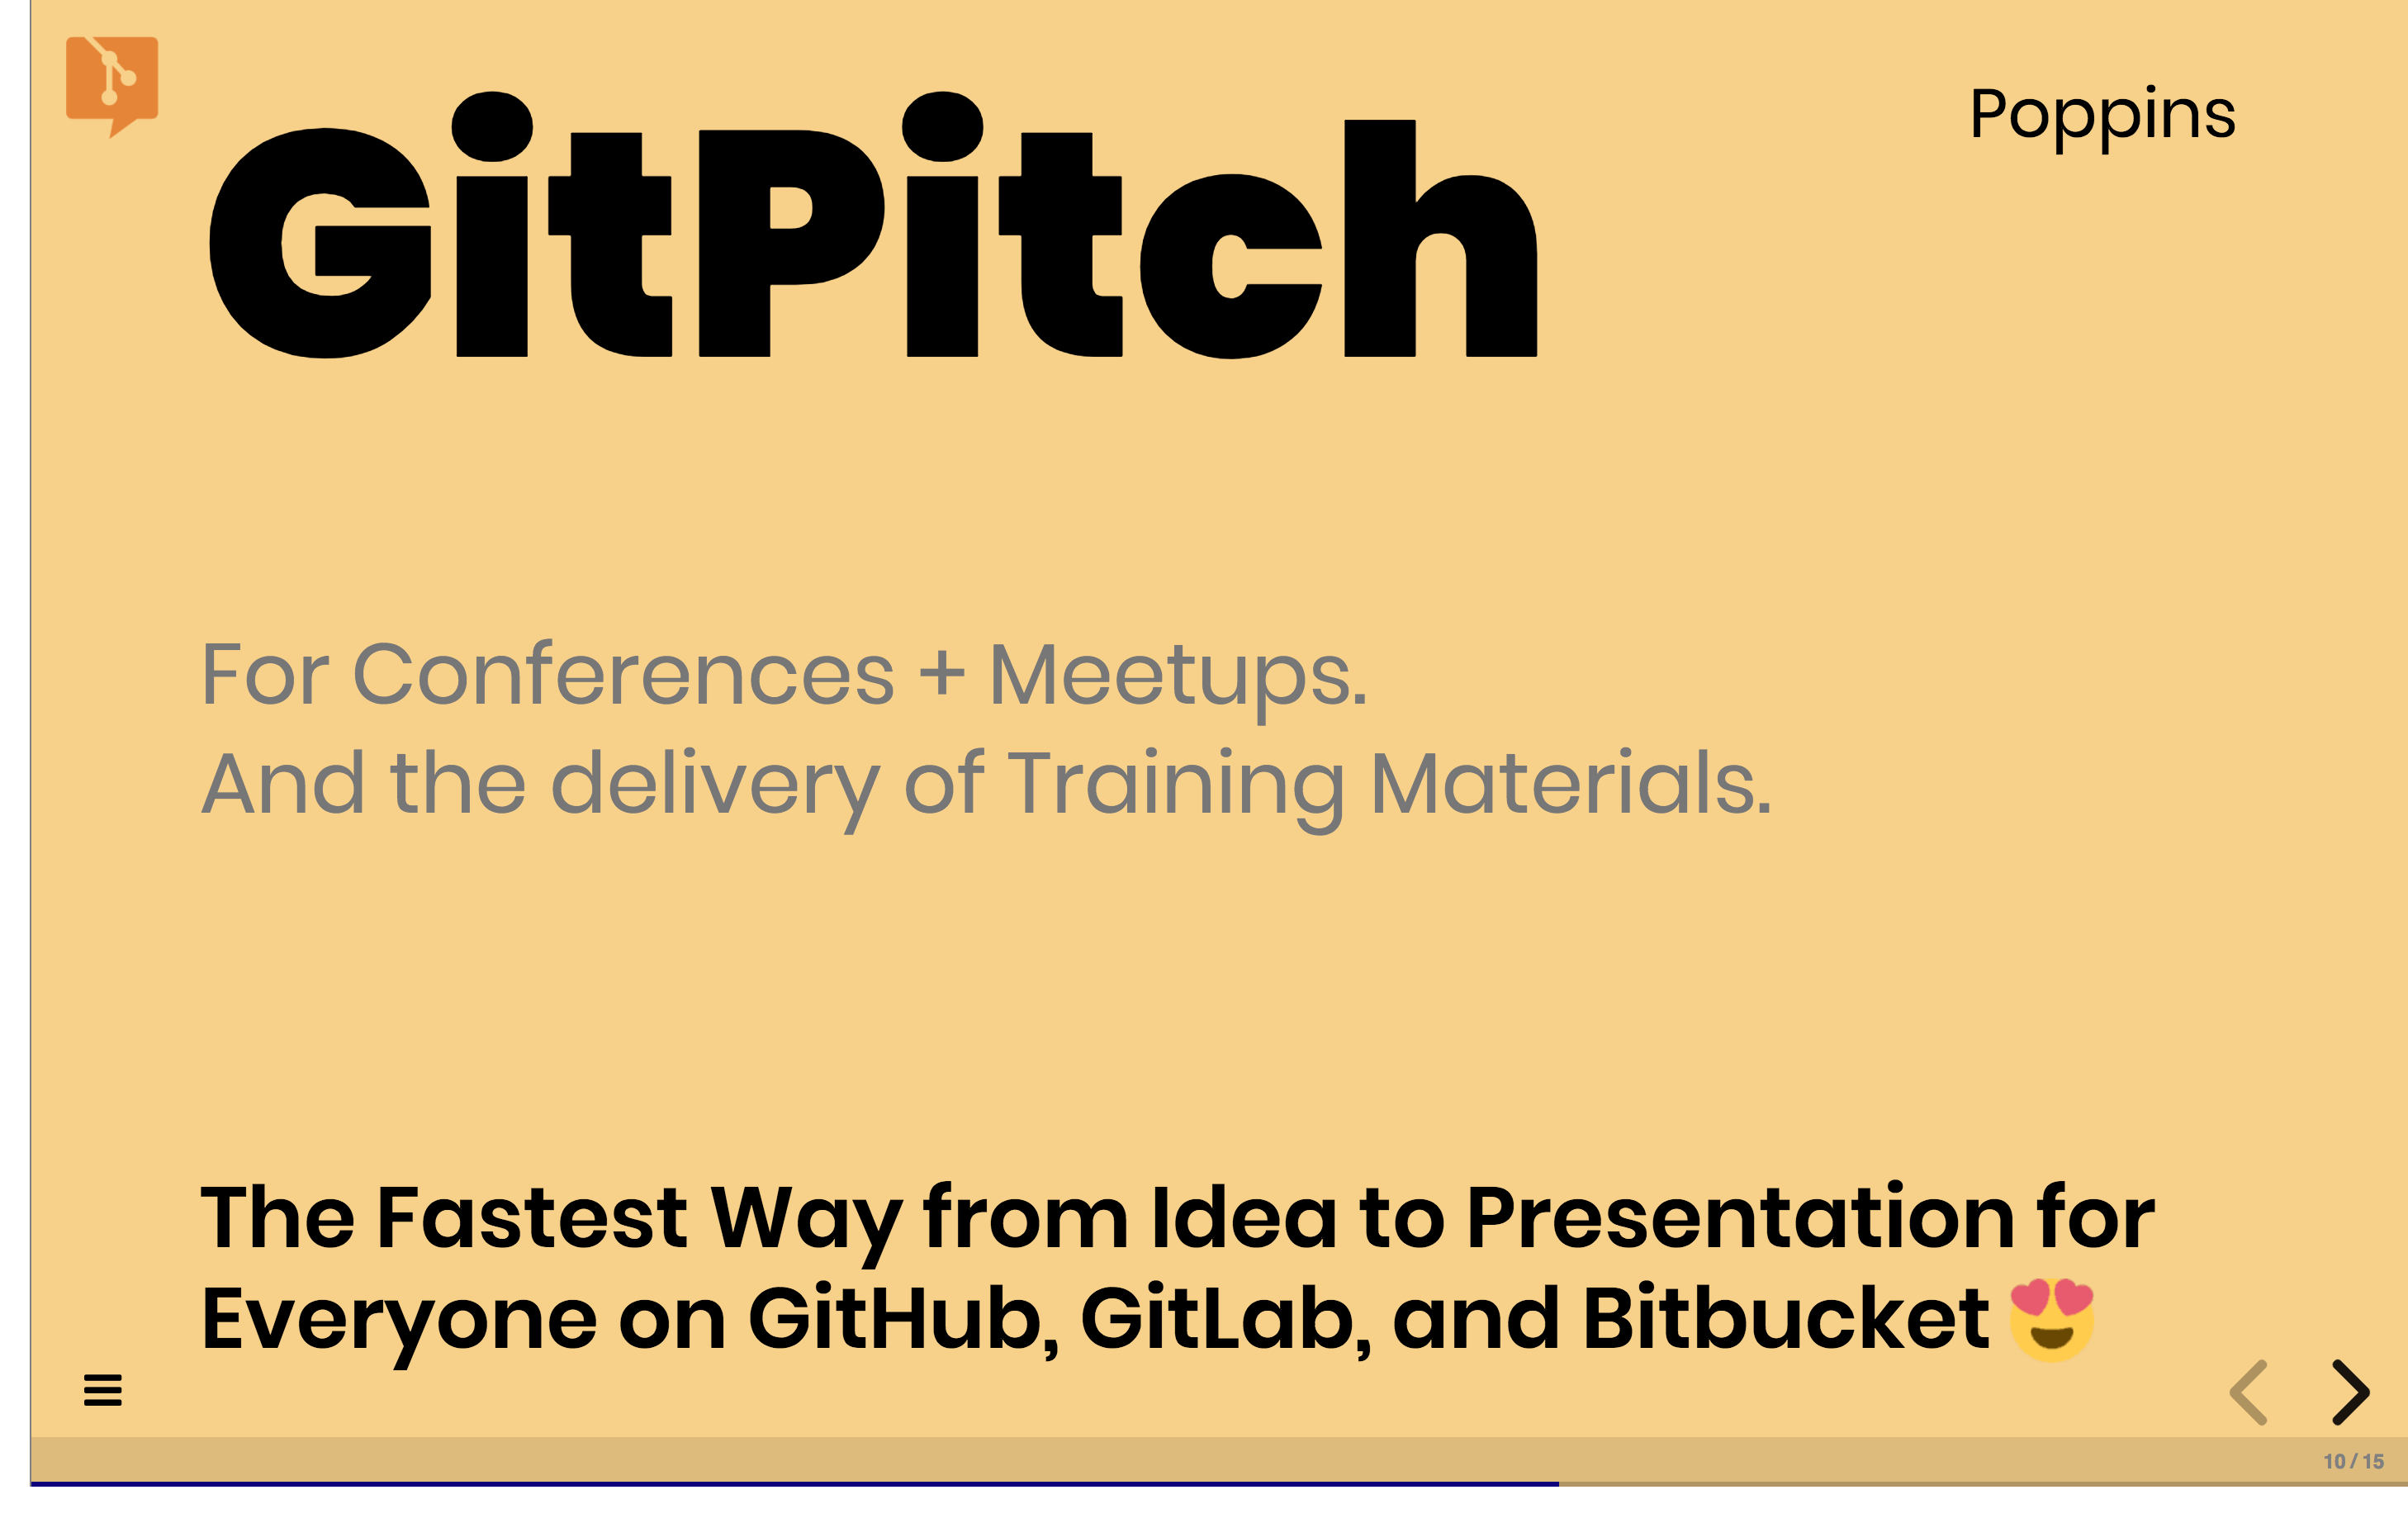 GitPitch
Poppins
For Conferences + Meetups.
And the delivery of Training Materials.
The Fastest Way from Idea to Presentation for
Everyone on GitHub, GitLab, and Bitbucket 😍
10 / 15